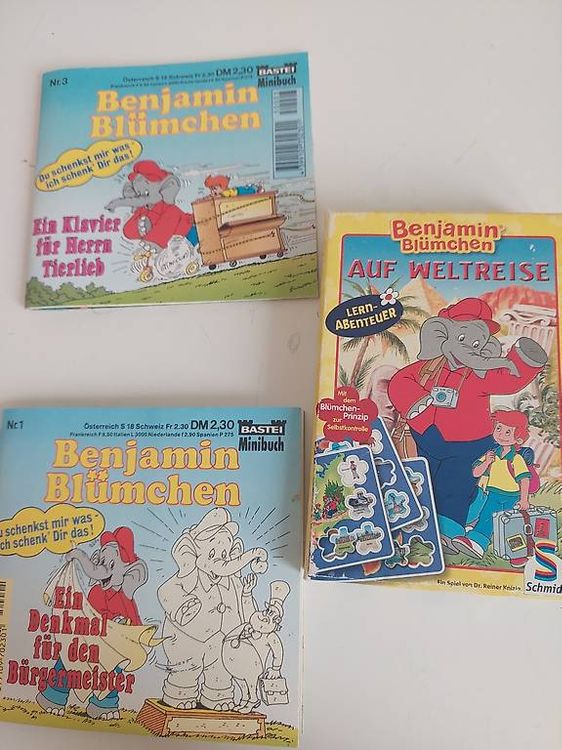 Nr. 3
Österreich S 18 Schweiz Fr 2,30 DM 2,30
BASTEI
Minibuch
Benjamin
Blümchen
Du schenkst mir was -
ich schenk' Dir das!
Ein Klavier
für Herrn
Tierlieb
Benjamin
Blümchen
AUF WELTREISE
LERN-
ABENTEUER
Mit dem
Blümchen-
Prinzip
zur
Selbstkontrolle
Ein Spiel von Dr. Reiner Knizia
S
Schmid
Nr. 1
Österreich S 18 Schweiz Fr. 2,30 DM 2,30
BASTEI
Minibuch
Benjamin
Blümchen
Du schenkst mir was -
ich schenk' Dir das!
Ein
Denkmal
für den
Bürgermeister